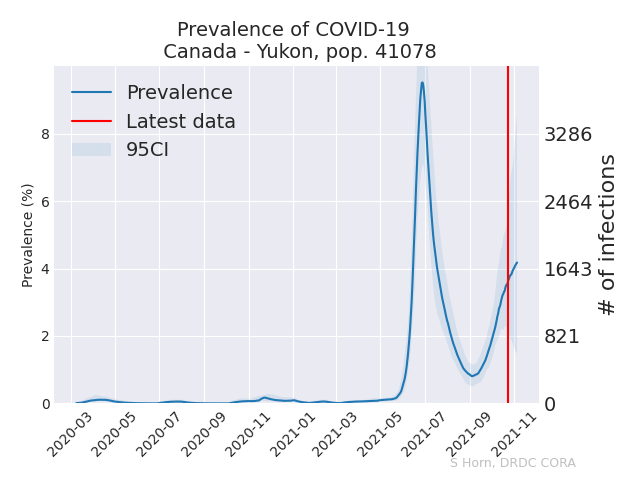 Prevalence of COVID-19
Canada - Yukon, pop. 41078
Prevalence
Latest data
95CI
Prevalence (%)
8
6
4
2
0
3286
2464
1643
821
0
# of infections
2020-03
2020-05
2020-07
2020-09
2020-11
2021-01
2021-03
2021-05
2021-07
2021-09
2021-11
S Horn, DRDC CORA